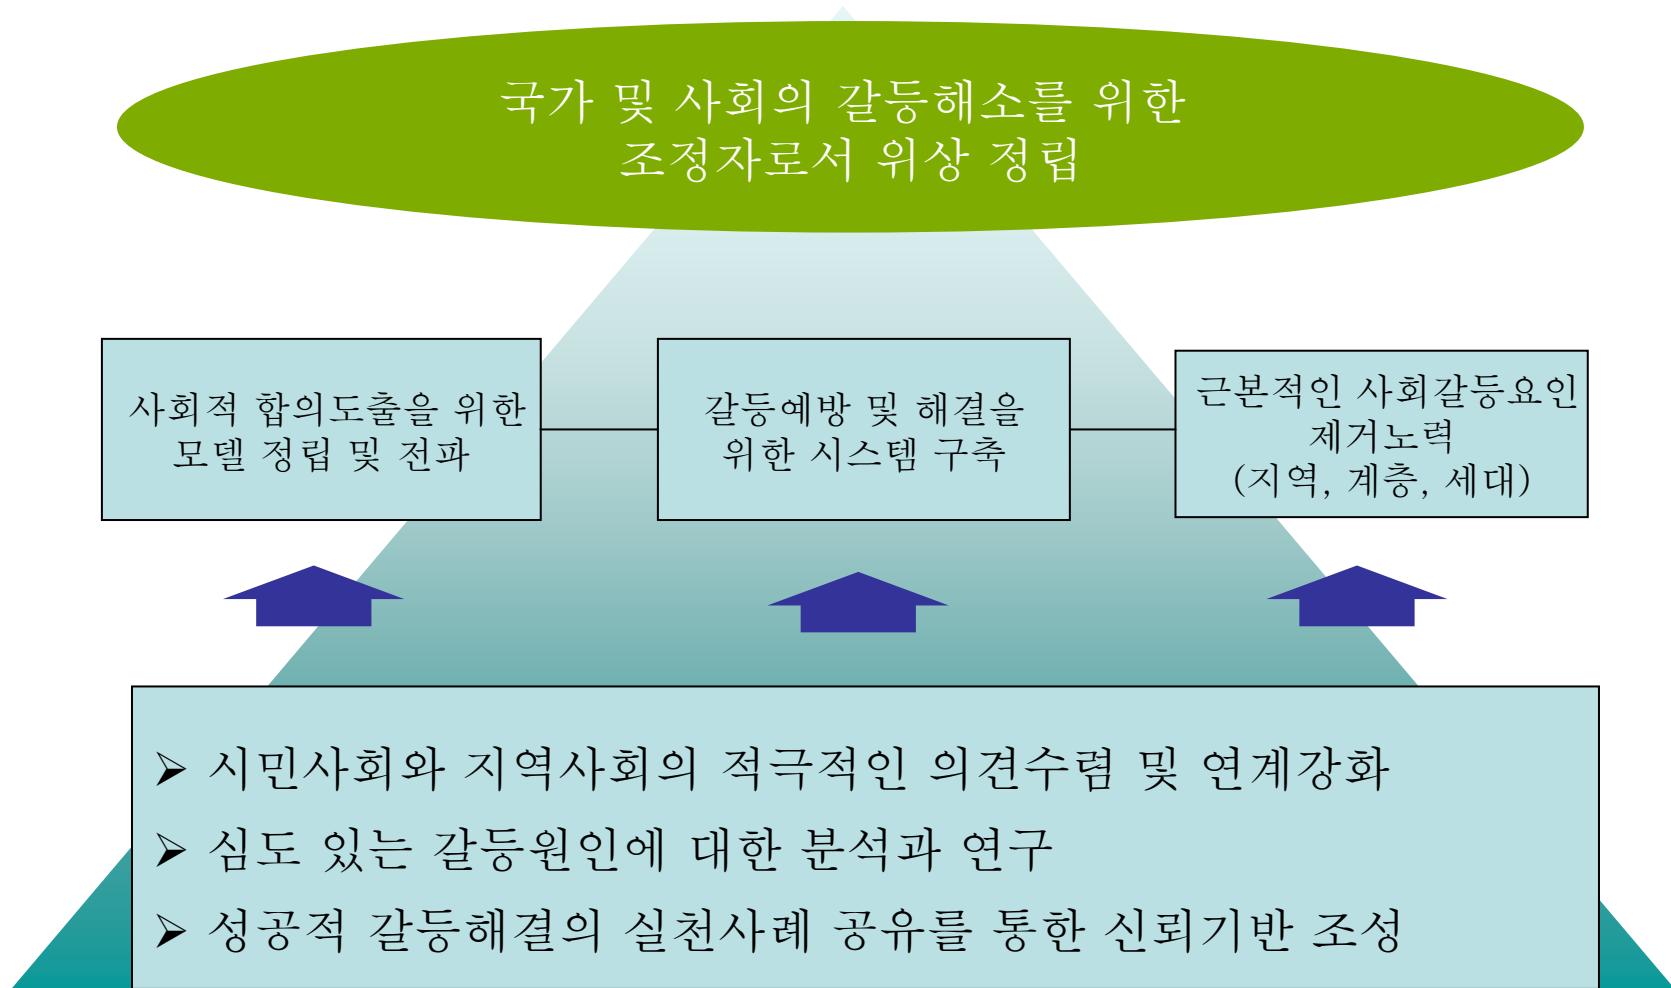 국가 및 사회의 갈등해소를 위한
조정자로서 위상 정립
사회적 합의도출을 위한
모델 정립 및 전파
갈등예방 및 해결을
위한 시스템 구축
근본적인 사회갈등요인
제거노력
(지역, 계층, 세대)
➢ 시민사회와 지역사회의 적극적인 의견수렴 및 연계강화
➢ 심도 있는 갈등원인에 대한 분석과 연구
➢ 성공적 갈등해결의 실천사례 공유를 통한 신뢰기반 조성